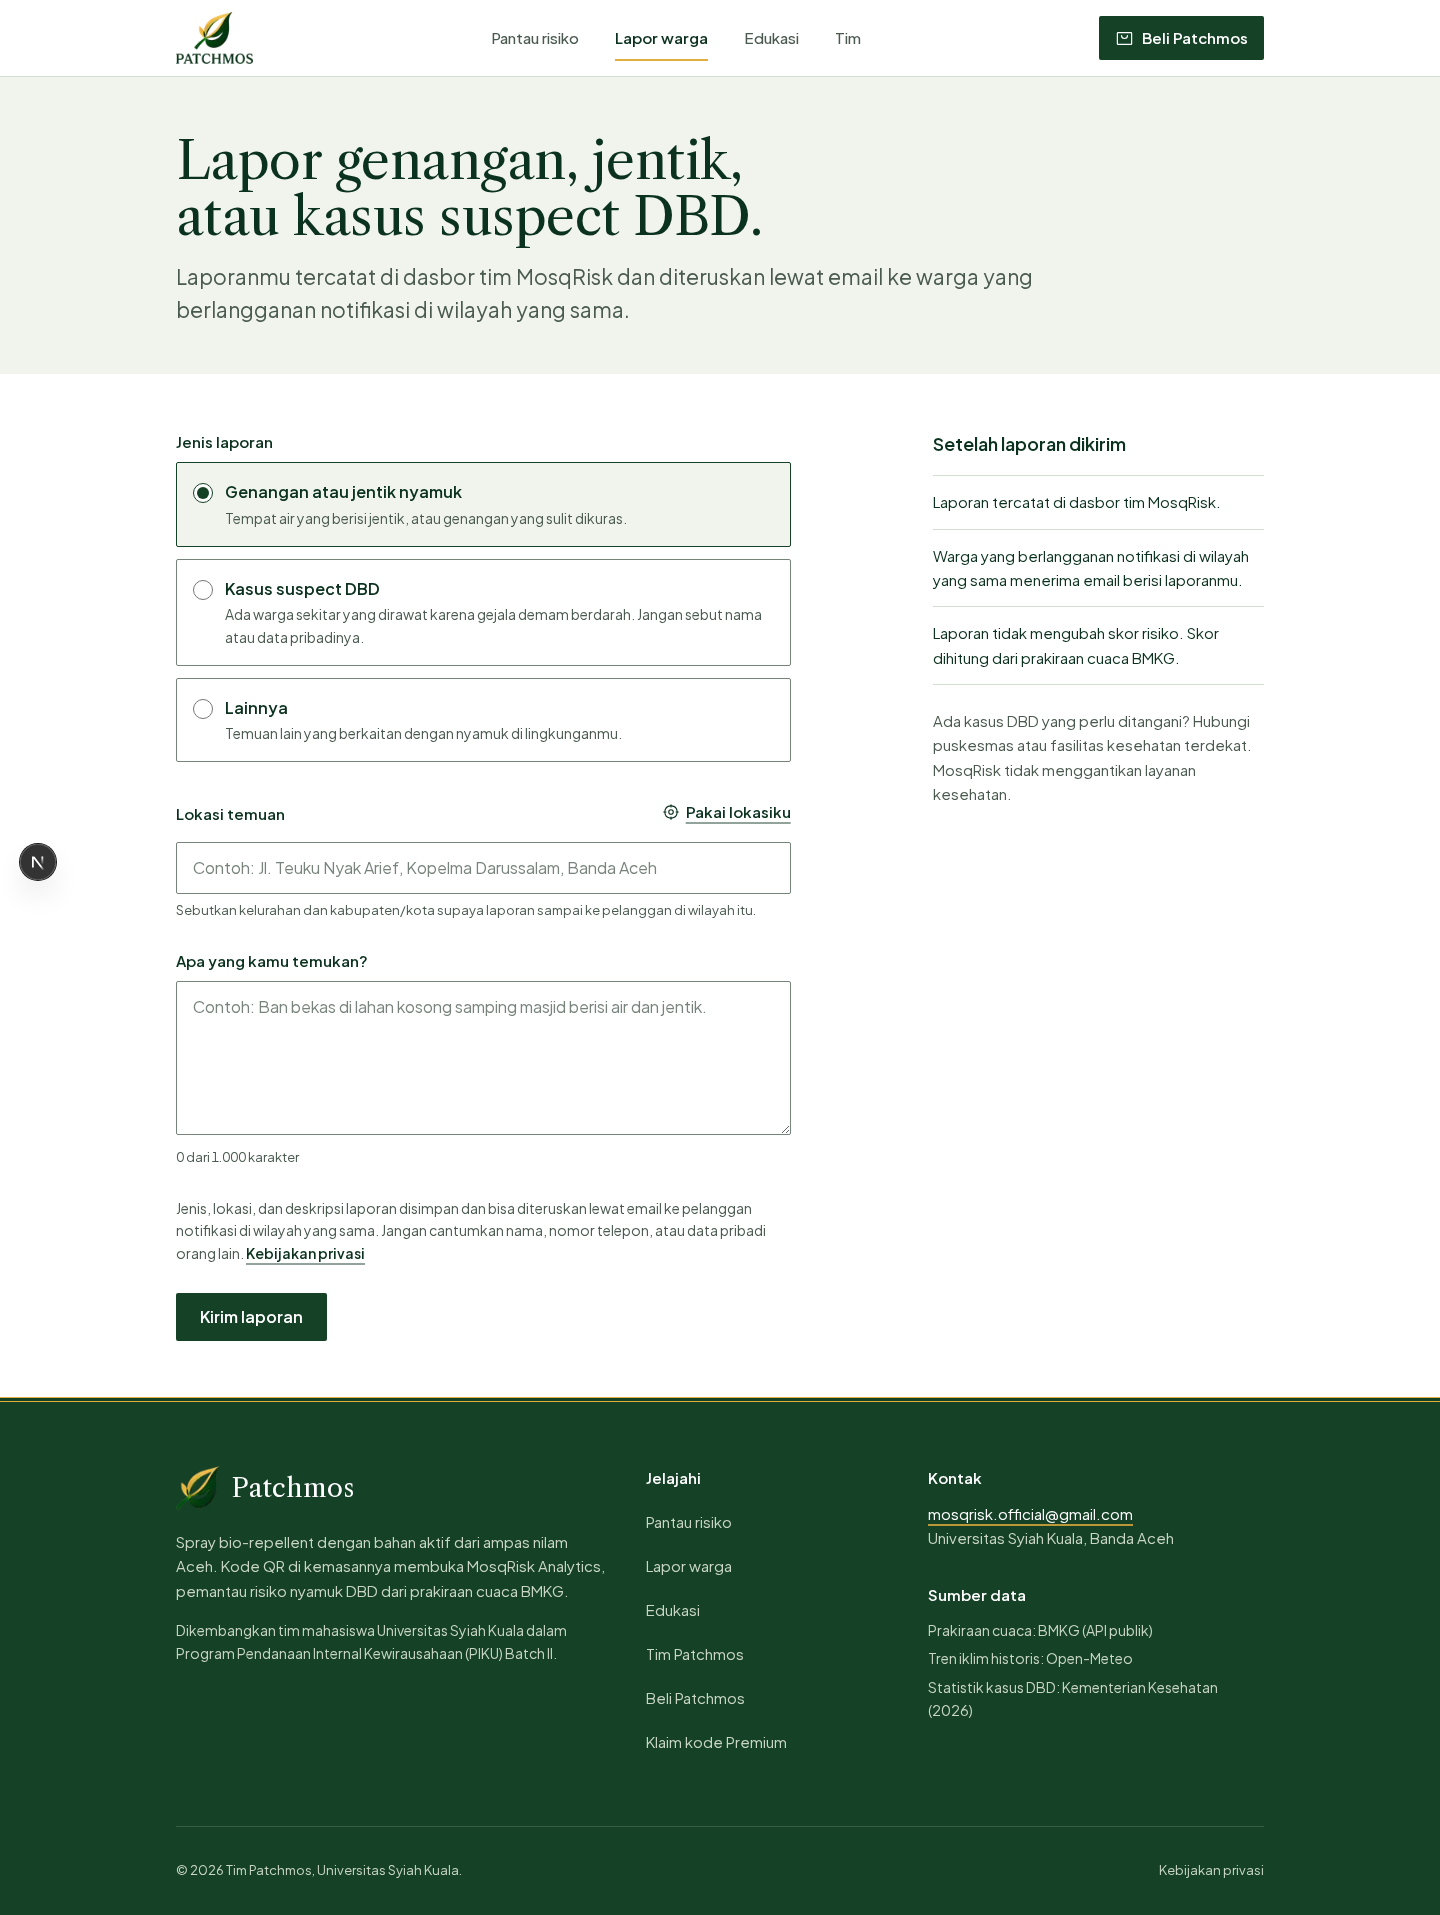 PATCHMOS
Pantau risiko
Lapor warga
Edukasi
Tim
Beli Patchmos
Lapor genangan, jentik,
atau kasus suspect DBD.
Laporanmu tercatat di dasbor tim MosqRisk dan diteruskan lewat email ke warga yang
berlangganan notifikasi di wilayah yang sama.
Jenis laporan
Genangan atau jentik nyamuk
Tempat air yang berisi jentik, atau genangan yang sulit dikuras.
Kasus suspect DBD
Ada warga sekitar yang dirawat karena gejala demam berdarah. Jangan sebut nama
atau data pribadinya.
Lainnya
Temuan lain yang berkaitan dengan nyamuk di lingkunganmu.
Lokasi temuan
Pakai lokasiku
Contoh: Jl. Teuku Nyak Arief, Kopelma Darussalam, Banda Aceh
Sebutkan kelurahan dan kabupaten/kota supaya laporan sampai ke pelanggan di wilayah itu.
Apa yang kamu temukan?
Contoh: Ban bekas di lahan kosong samping masjid berisi air dan jentik.
0 dari 1.000 karakter
Jenis, lokasi, dan deskripsi laporan disimpan dan bisa diteruskan lewat email ke pelanggan
notifikasi di wilayah yang sama. Jangan cantumkan nama, nomor telepon, atau data pribadi
orang lain. Kebijakan privasi
Kirim laporan
Setelah laporan dikirim
Laporan tercatat di dasbor tim MosqRisk.
Warga yang berlangganan notifikasi di wilayah
yang sama menerima email berisi laporanmu.
Laporan tidak mengubah skor risiko. Skor
dihitung dari prakiraan cuaca BMKG.
Ada kasus DBD yang perlu ditangani? Hubungi
puskesmas atau fasilitas kesehatan terdekat.
MosqRisk tidak menggantikan layanan
kesehatan.
N
Patchmos
Spray bio-repellent dengan bahan aktif dari ampas nilam
Aceh. Kode QR di kemasannya membuka MosqRisk Analytics,
pemantau risiko nyamuk DBD dari prakiraan cuaca BMKG.
Dikembangkan tim mahasiswa Universitas Syiah Kuala dalam
Program Pendanaan Internal Kewirausahaan (PIKU) Batch II.
Jelajahi
Pantau risiko
Lapor warga
Edukasi
Tim Patchmos
Beli Patchmos
Klaim kode Premium
Kontak
mosqrisk.official@gmail.com
Universitas Syiah Kuala, Banda Aceh
Sumber data
Prakiraan cuaca: BMKG (API publik)
Tren iklim historis: Open-Meteo
Statistik kasus DBD: Kementerian Kesehatan
(2026)
© 2026 Tim Patchmos, Universitas Syiah Kuala.
Kebijakan privasi